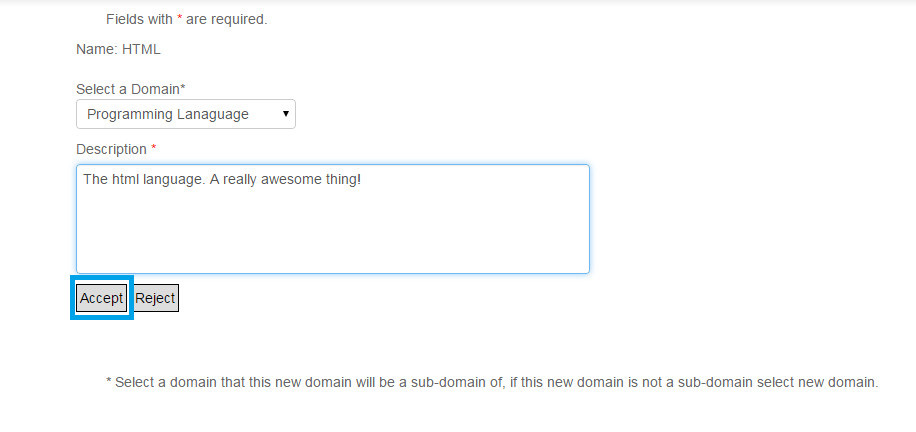 Fields with * are required.
Name: HTML
Select a Domain*
Programming Lanaguage
Description *
The html language. A really awesome thing!
Accept Reject
* Select a domain that this new domain will be a sub-domain of, if this new domain is not a sub-domain select new domain.